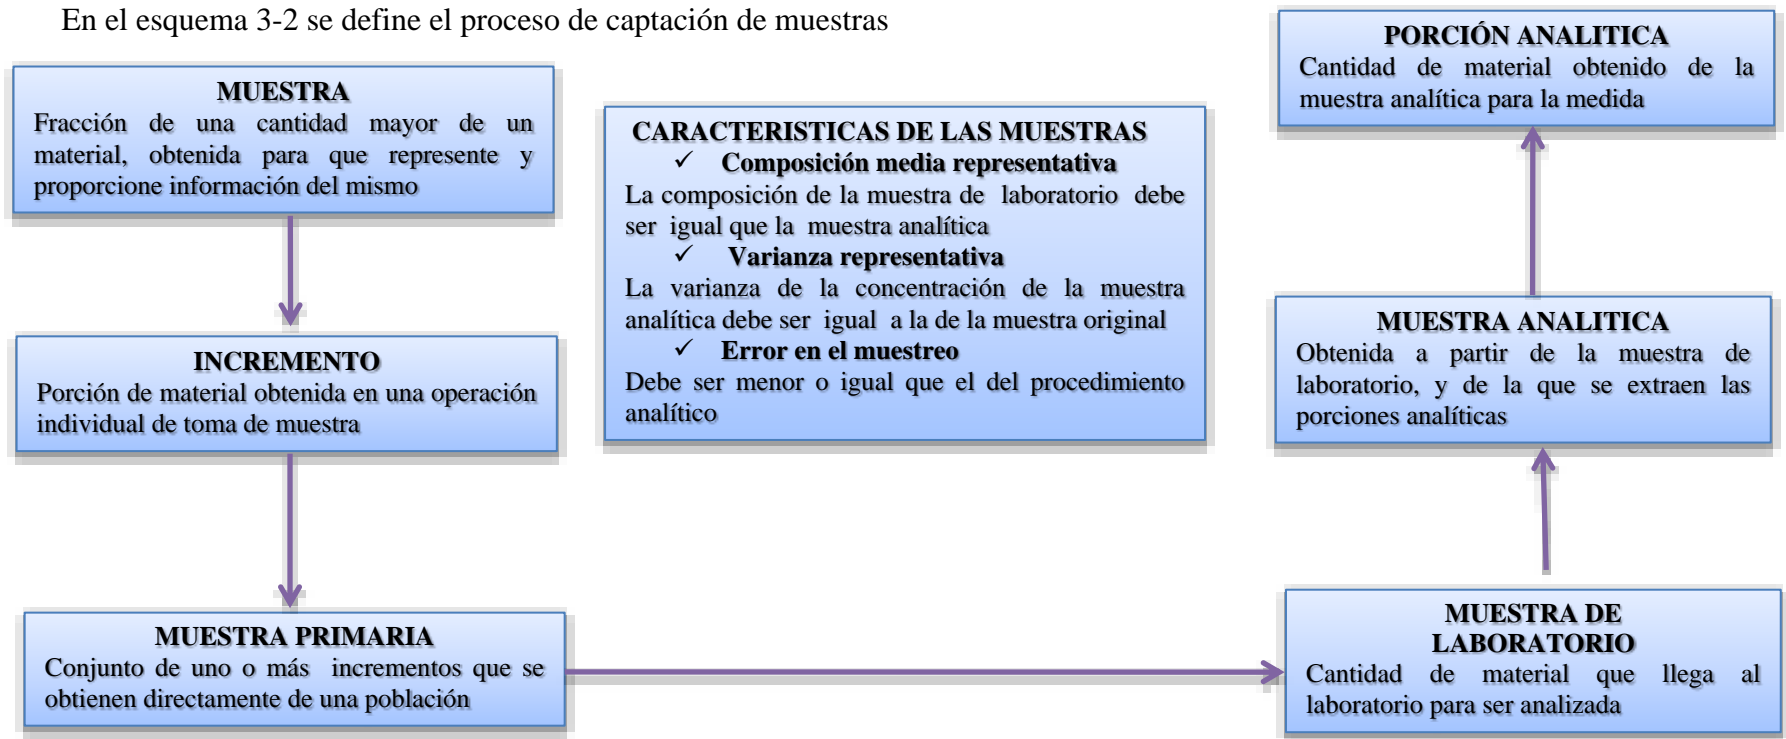 En el esquema 3-2 se define el proceso de captación de muestras
MUESTRA
Fracción de una cantidad mayor de un
material, obtenida para que represente y
proporcione información del mismo
INCREMENTO
Porción de material obtenida en una operación
individual de toma de muestra
MUESTRA PRIMARIA
Conjunto de uno o más incrementos que se
obtienen directamente de una población
CARACTERISTICAS DE LAS MUESTRAS
✓ Composición media representativa
La composición de la muestra de laboratorio debe
ser igual que la muestra analítica
✓ Varianza representativa
La varianza de la concentración de la muestra
analítica debe ser igual a la de la muestra original
✓ Error en el muestreo
Debe ser menor o igual que el del procedimiento
analítico
MUESTRA DE
LABORATORIO
Cantidad de material que llega al
laboratorio para ser analizada
MUESTRA ANALITICA
Obtenida a partir de la muestra de
laboratorio, y de la que se extraen las
porciones analíticas
PORCIÓN ANALITICA
Cantidad de material obtenido de la
muestra analítica para la medida